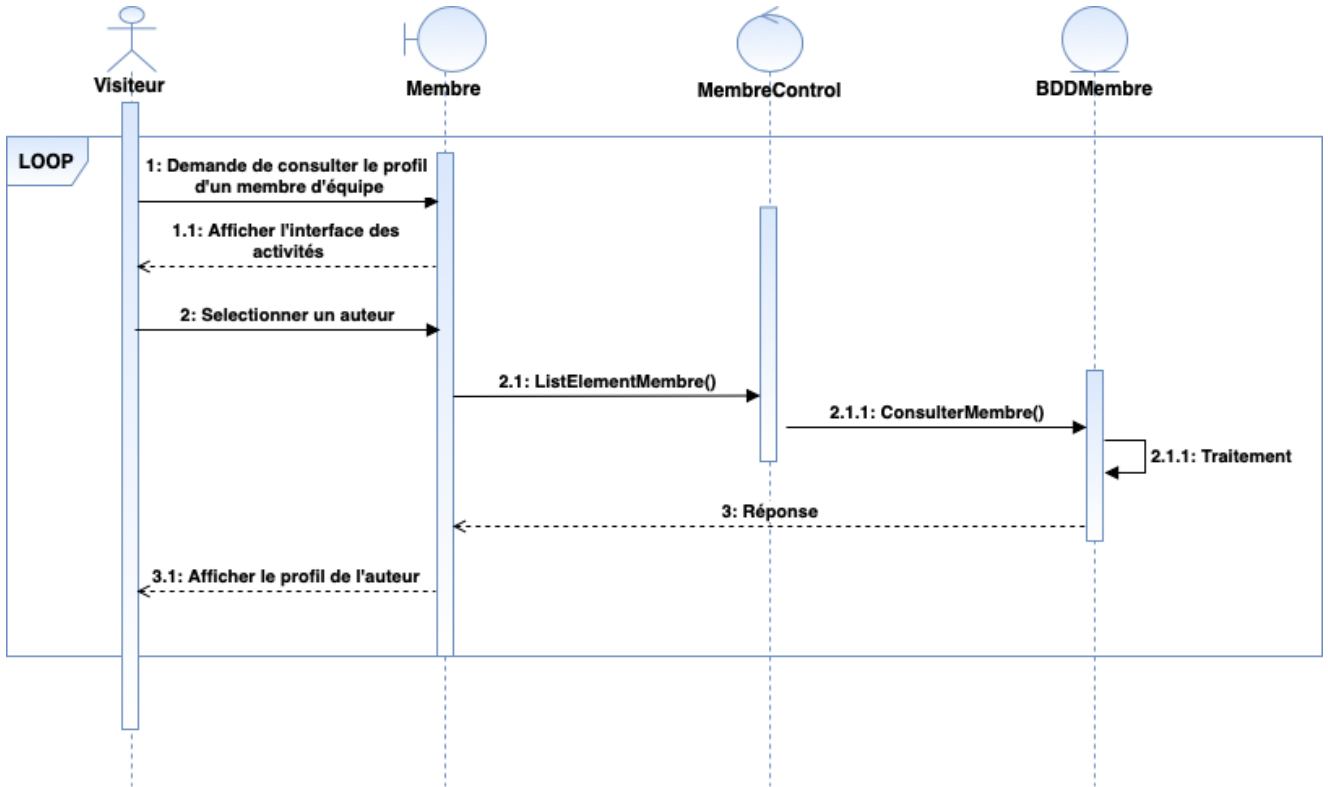 Visiteur
Membre
MembreControl
BDDMembre
LOOP
1: Demande de consulter le profil
d'un membre d'équipe
1.1: Afficher l'interface des
activités
2: Selectionner un auteur
2.1: ListElementMembre()
2.1.1: ConsulterMembre()
2.1.1: Traitement
3: Réponse
3.1: Afficher le profil de l'auteur